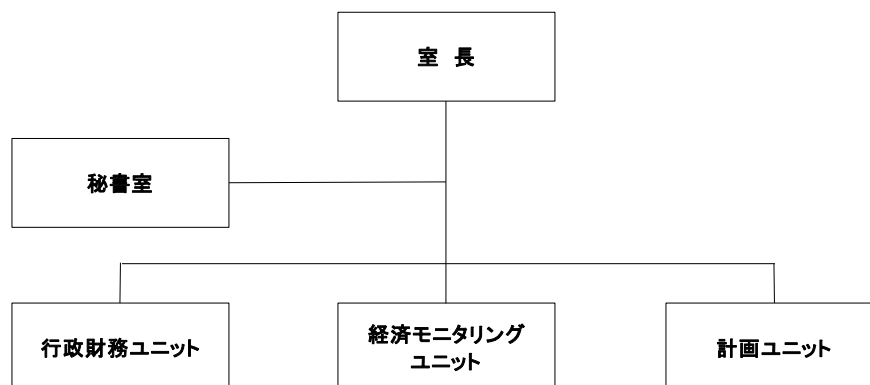 室 長
秘書室
行政財務ユニット
経済モニタリング
ユニット
計画ユニット